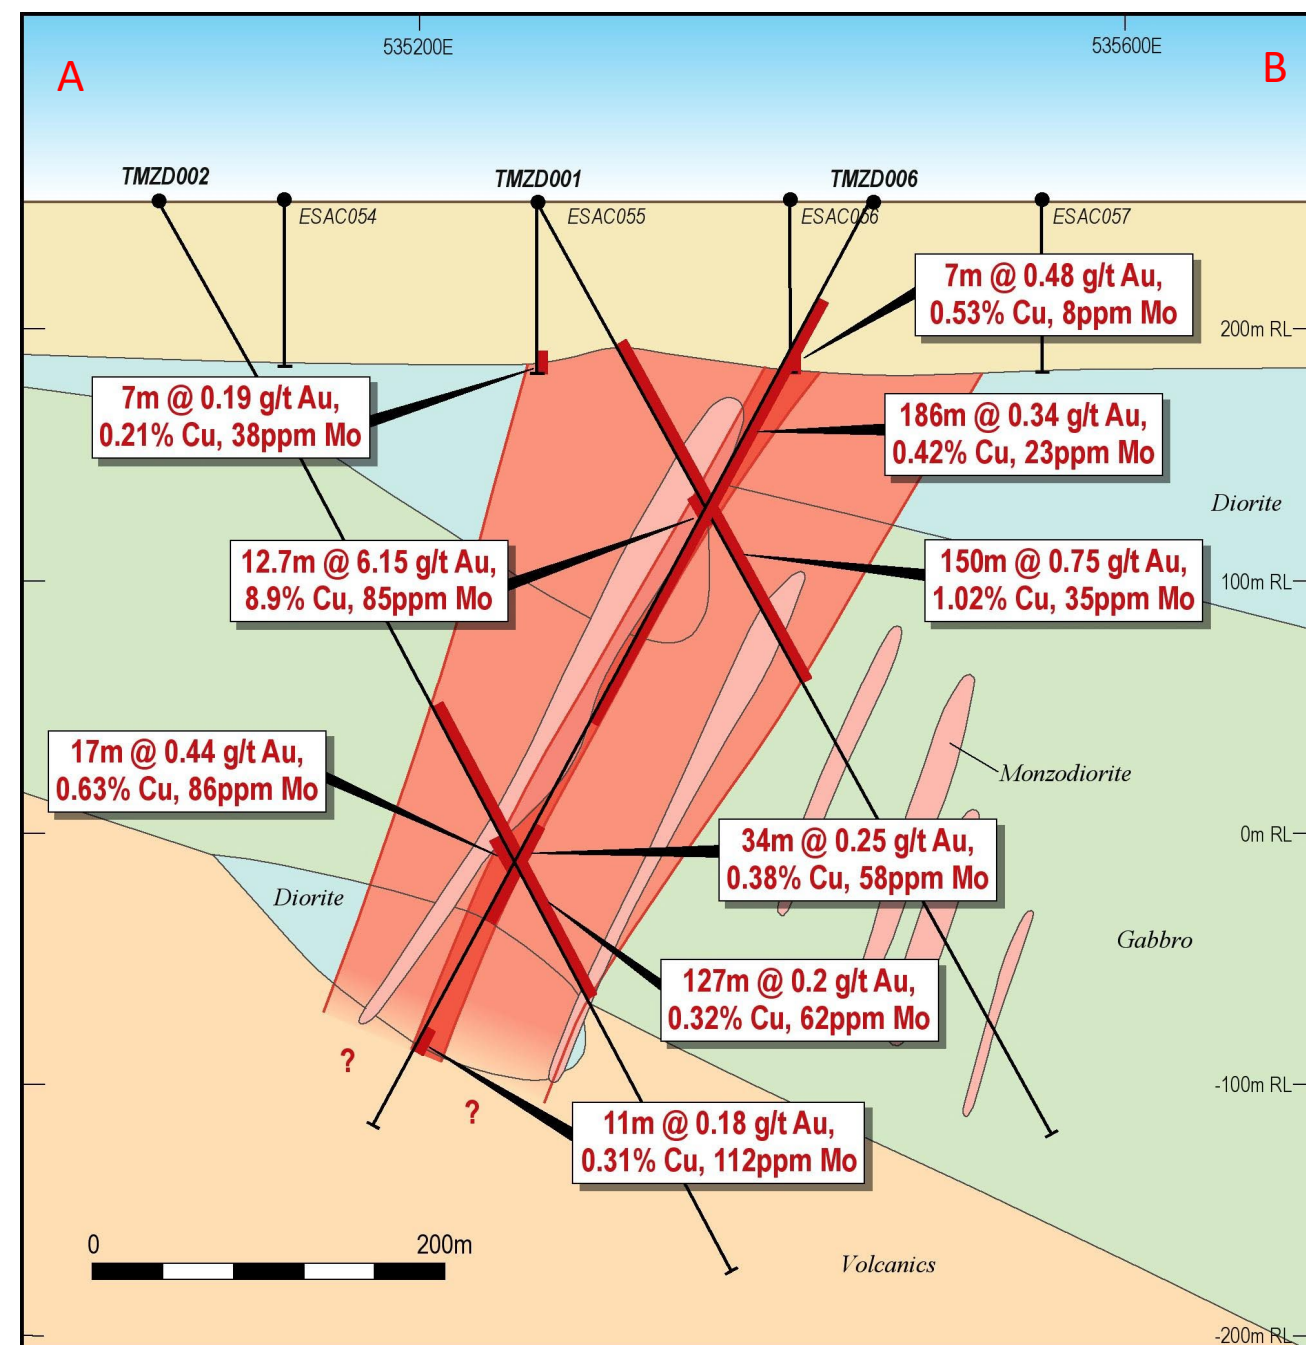 535200E
535600E
A
B
TMZD002
TMZD001
TMZD006
ESAC054
ESAC055
ESAC056
ESAC057
7m @ 0.48 g/t Au,
0.53% Cu, 8ppm Mo
200m RL
7m @ 0.19 g/t Au,
0.21% Cu, 38ppm Mo
186m @ 0.34 g/t Au,
0.42% Cu, 23ppm Mo
Diorite
12.7m @ 6.15 g/t Au,
8.9% Cu, 85ppm Mo
150m @ 0.75 g/t Au,
1.02% Cu, 35ppm Mo
100m RL
17m @ 0.44 g/t Au,
0.63% Cu, 86ppm Mo
Monzodiorite
34m @ 0.25 g/t Au,
0.38% Cu, 58ppm Mo
0m RL
Diorite
Gabbro
127m @ 0.2 g/t Au,
0.32% Cu, 62ppm Mo
?
?
-100m RL
11m @ 0.18 g/t Au,
0.31% Cu, 112ppm Mo
0
200m
Volcanics
-200m RL